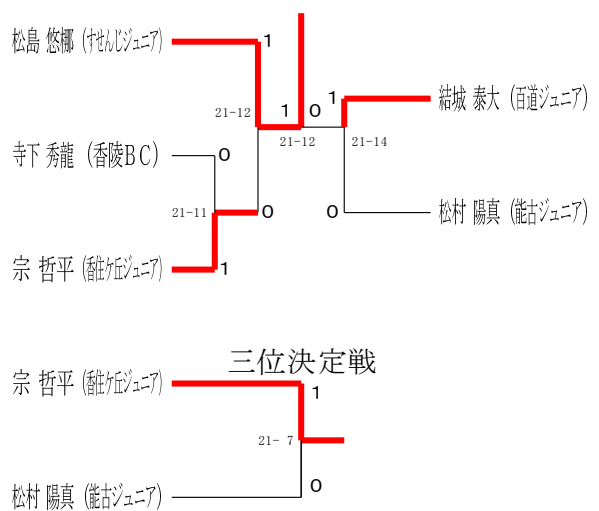 松島 悠梛 (すせんじジュニア)
1
結城 泰大 (百道ジュニア)
1
21-12
1
0
21-12
21-14
寺下 秀龍 (香陵BC)
0
21-11
0
0
松村 陽真 (能古ジュニア)
宗 哲平 (香住ケ丘ジュニア)
1
三位決定戦
宗 哲平 (香住ケ丘ジュニア)
1
21- 7
0
松村 陽真 (能古ジュニア)